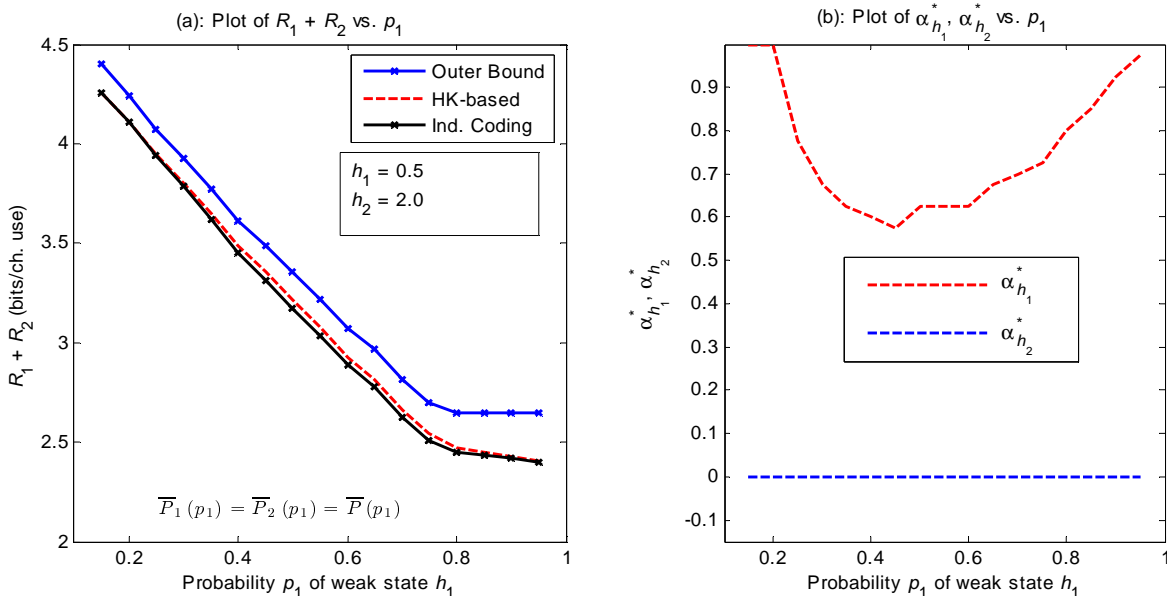 (a): Plot of R1 + R2 vs. p1
4.5
4
3.5
3
2.5
2
R1 + R2 (bits/ch. use)
Outer Bound
HK-based
Ind. Coding
h1 = 0.5
h2 = 2.0
P̅1 (p1) = P̅2 (p1) = P̅ (p1)
0.2 0.4 0.6 0.8 1
Probability p1 of weak state h1
(b): Plot of α*h1, α*h2 vs. p1
0.9
0.8
0.7
0.6
0.5
0.4
0.3
0.2
0.1
0
-0.1
α*h1, α*h2
α*h1
α*h2
0.2 0.4 0.6 0.8 1
Probability p1 of weak state h1